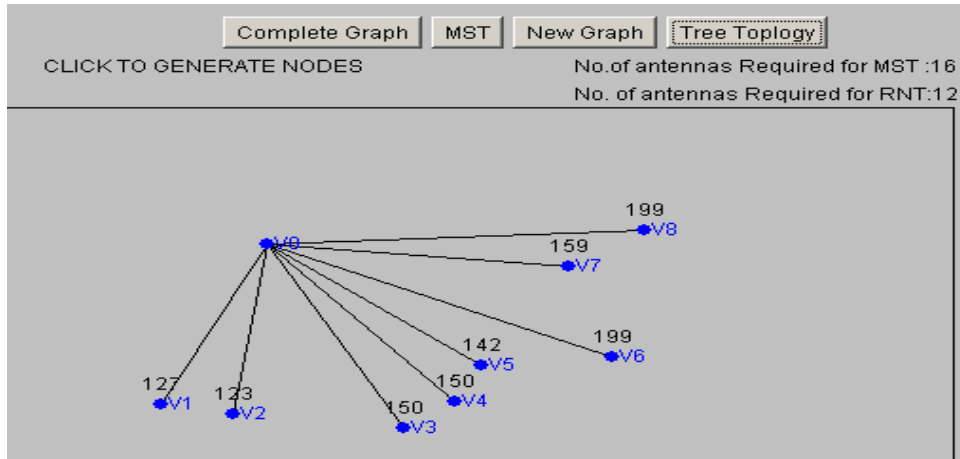 Complete Graph MST New Graph Tree Toplogy
CLICK TO GENERATE NODES No.of antennas Required for MST :16
No. of antennas Required for RNT:12
199
V0 V8
159
V7
142 199
V5 V6
127 123 150
V1 V2 150 V4
V3